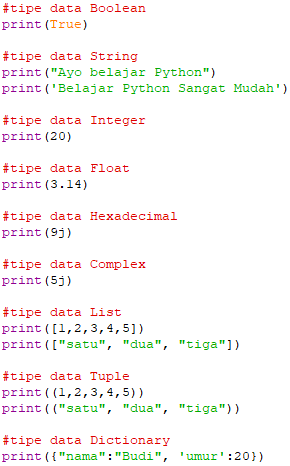 #tipe data Boolean
print(True)
#tipe data String
print("Ayo belajar Python")
print('Belajar Python Sangat Mudah')
#tipe data Integer
print(20)
#tipe data Float
print(3.14)
#tipe data Hexadecimal
print(9j)
#tipe data Complex
print(5j)
#tipe data List
print([1,2,3,4,5])
print(["satu", "dua", "tiga"])
#tipe data Tuple
print((1,2,3,4,5))
print(("satu", "dua", "tiga"))
#tipe data Dictionary
print({"nama":"Budi", 'umur':20})